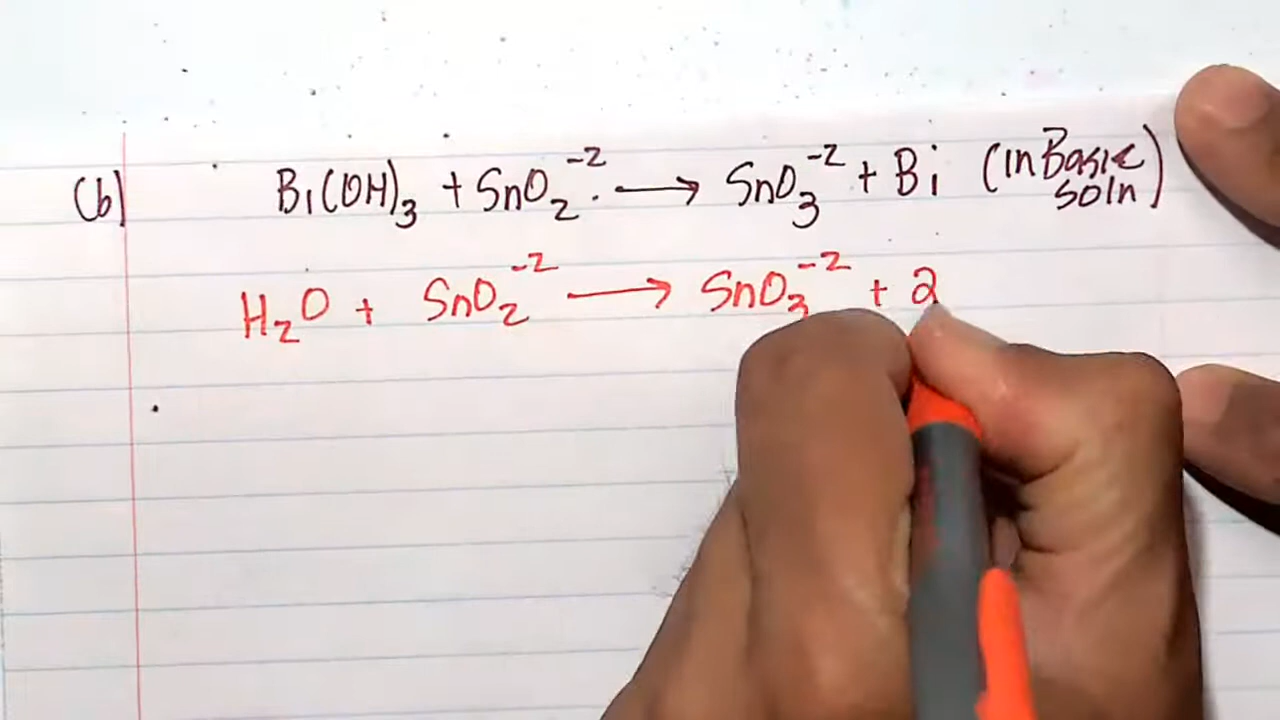 (b) Bi(OH)₃ + SnO₂⁻² . → SnO₃⁻² + Bi (in Basic soln)
H₂O + SnO₂⁻² → SnO₃⁻² + 2